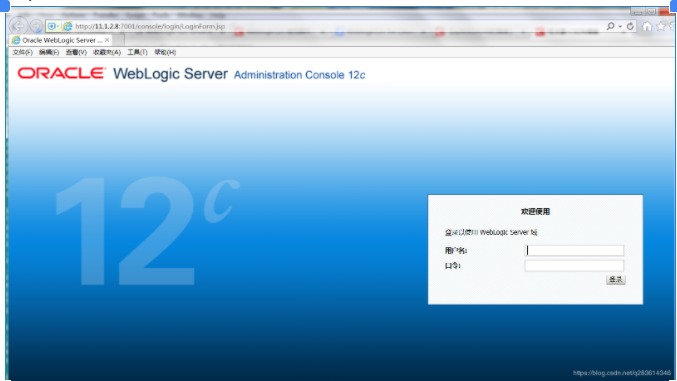 http://11.1.2.8:7001/console/login/LoginForm.jsp
Oracle WebLogic Server ...
文件(F) 编辑(E) 查看(V) 收藏夹(A) 工具(T) 帮助(H)
ORACLE WebLogic Server Administration Console 12c
12c
欢迎使用
登录以使用 WebLogic Server 域
用户名:
口令:
登录
https://blog.csdn.net/q283614346